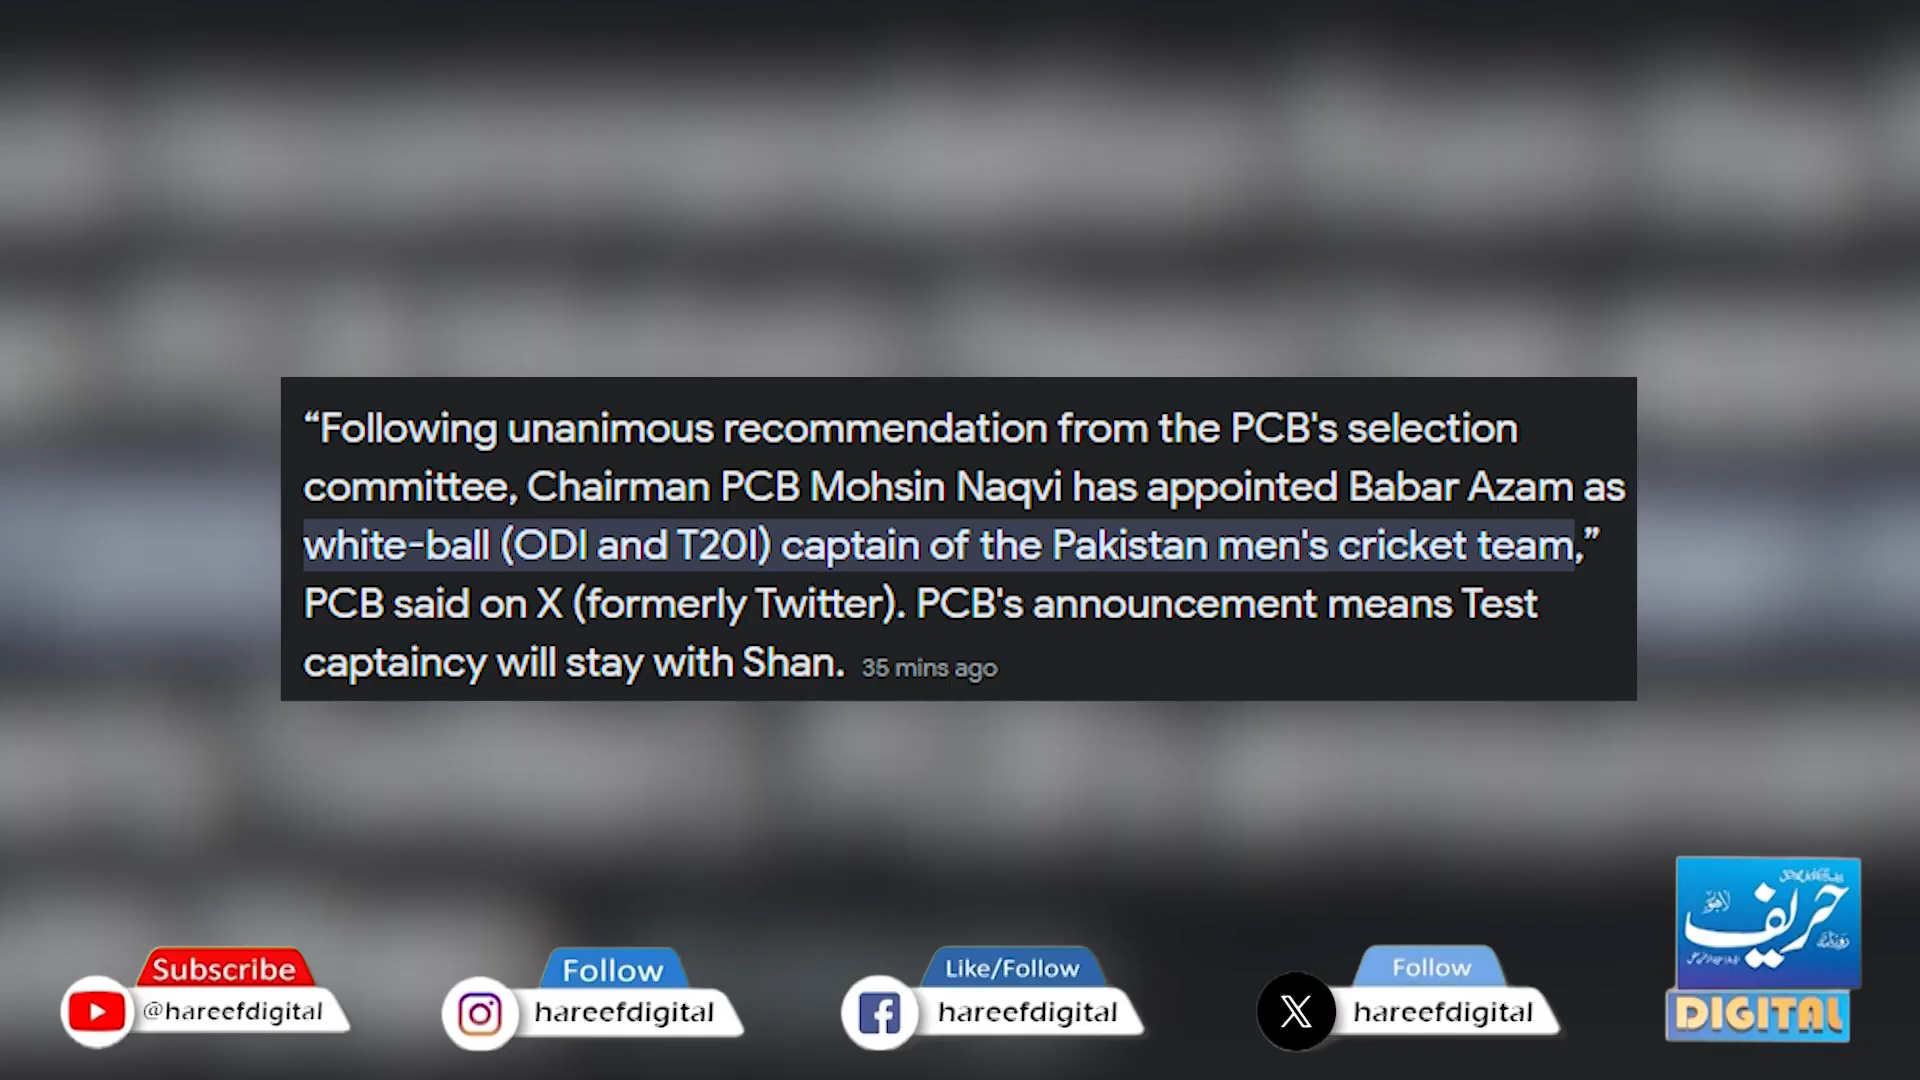 “Following unanimous recommendation from the PCB's selection
committee, Chairman PCB Mohsin Naqvi has appointed Babar Azam as
white-ball (ODI and T20I) captain of the Pakistan men's cricket team,”
PCB said on X (formerly Twitter). PCB's announcement means Test
captaincy will stay with Shan. 35 mins ago
Subscribe
@hareefdigital
Follow
hareefdigital
Like/Follow
hareefdigital
Follow
hareefdigital
روزنامہ
حریف
لاہور
DIGITAL